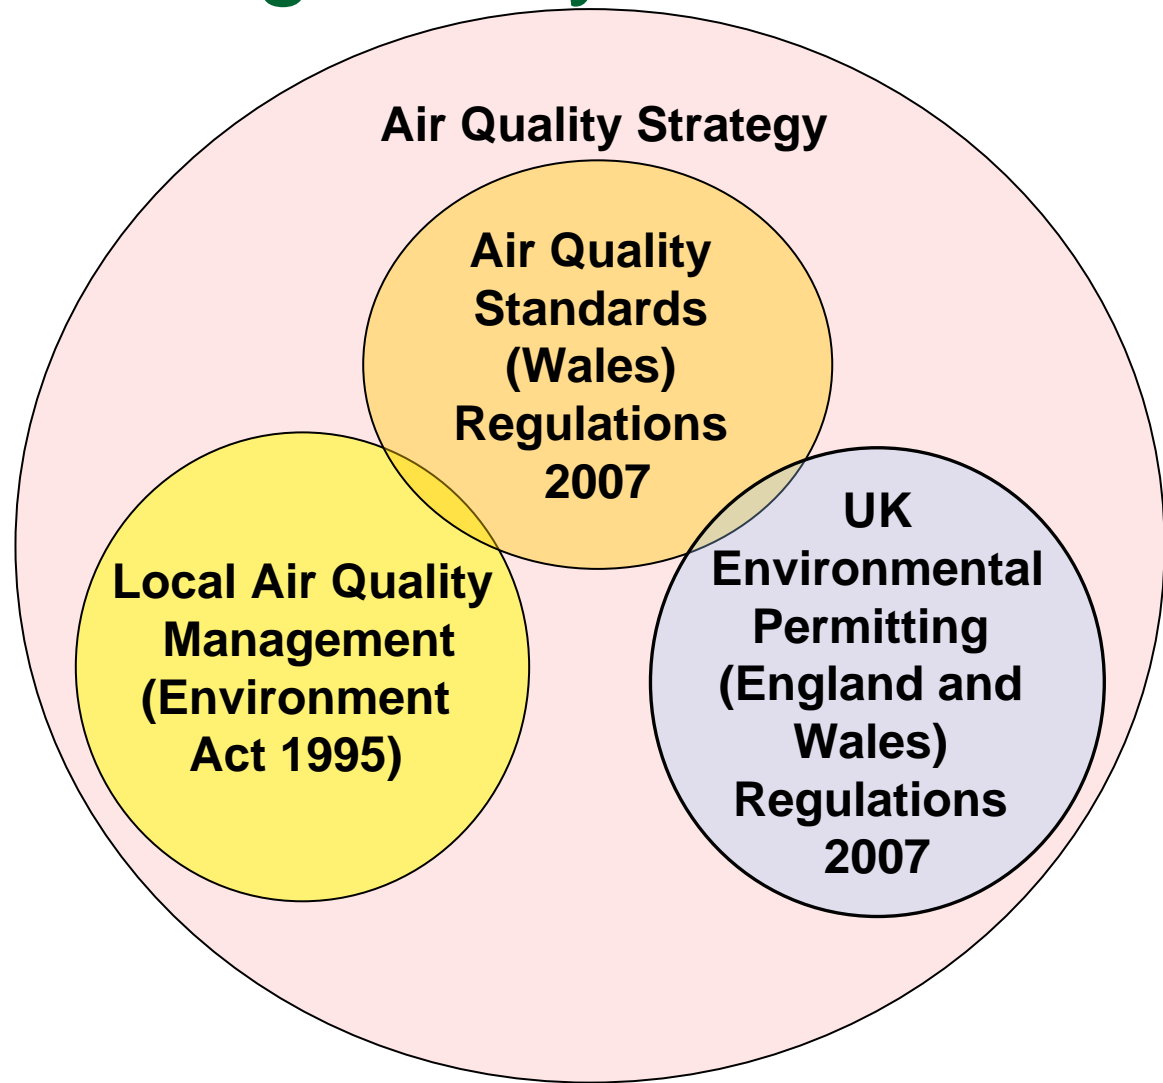 Air Quality Strategy
Air Quality
Standards
(Wales)
Regulations
2007
Local Air Quality
Management
(Environment
Act 1995)
UK
Environmental
Permitting
(England and
Wales)
Regulations
2007